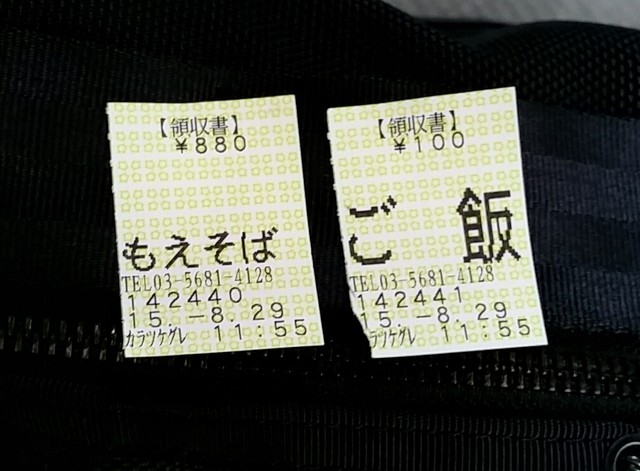 【領収書】
¥880
もえそば
TEL03-5681-4128
142440
15.-8.29
カラツケグレ 11:55
【領収書】
¥100
ご 飯
TEL03-5681-4128
142441
15.-8.29
ラツケグレ 11:55